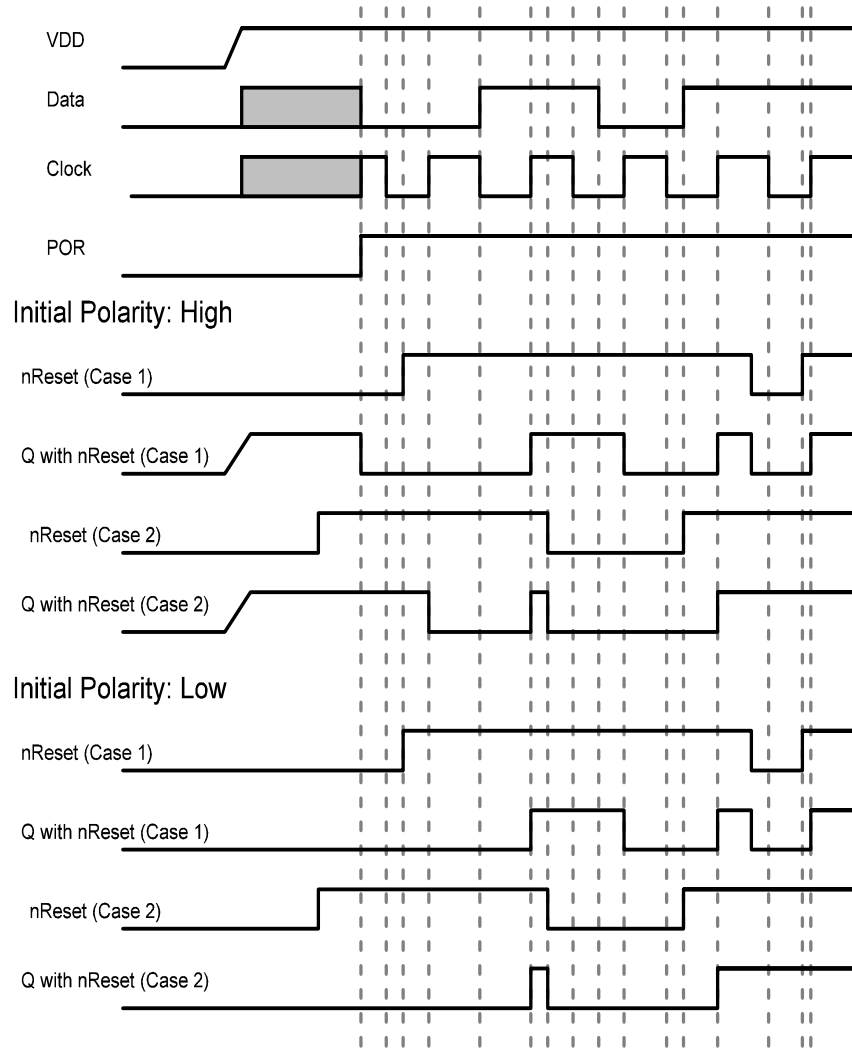 VDD
Data
Clock
POR
Initial Polarity: High
nReset (Case 1)
Q with nReset (Case 1)
nReset (Case 2)
Q with nReset (Case 2)
Initial Polarity: Low
nReset (Case 1)
Q with nReset (Case 1)
nReset (Case 2)
Q with nReset (Case 2)